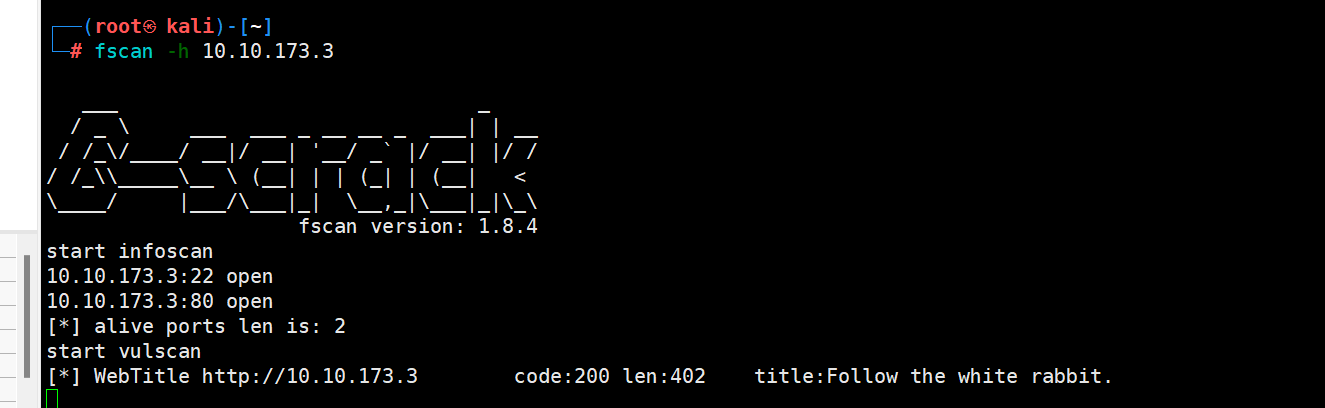 ┌──(root㉿ kali)-[~]
└─# fscan -h 10.10.173.3
   ___                              _
  / _ \     ___  ___ _ __ __ _  ___| | __
 / /_\/____/ __|/ __| '__/ _` |/ __| |/ /
/ /_\\_____\__ \ (__| | | (_| | (__|   <
\____/     |___/\___|_|  \__,_|\___|_|\_\
                     fscan version: 1.8.4
start infoscan
10.10.173.3:22 open
10.10.173.3:80 open
[*] alive ports len is: 2
start vulscan
[*] WebTitle http://10.10.173.3        code:200 len:402    title:Follow the white rabbit.